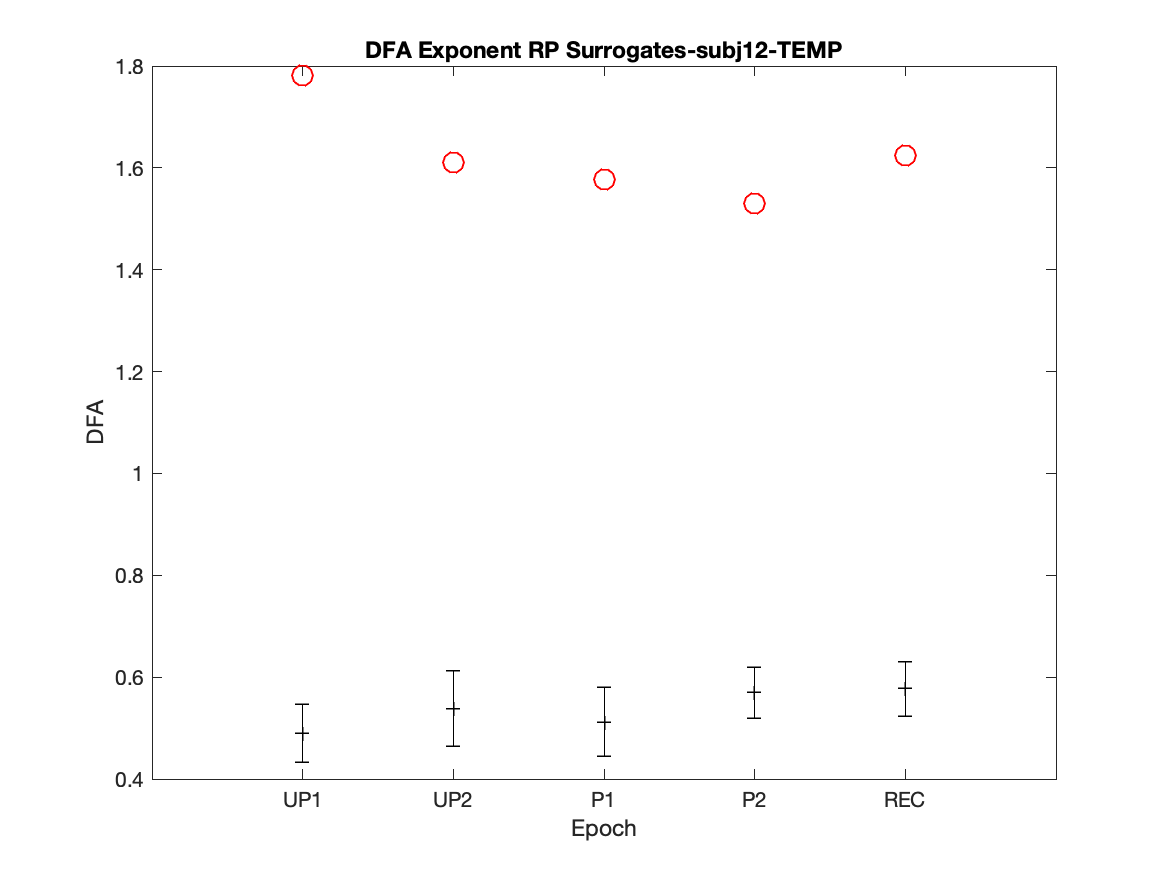 DFA Exponent RP Surrogates-subj12-TEMP
1.8
1.6
1.4
1.2
1
0.8
0.6
0.4
DFA
UP1 UP2 P1 P2 REC
Epoch